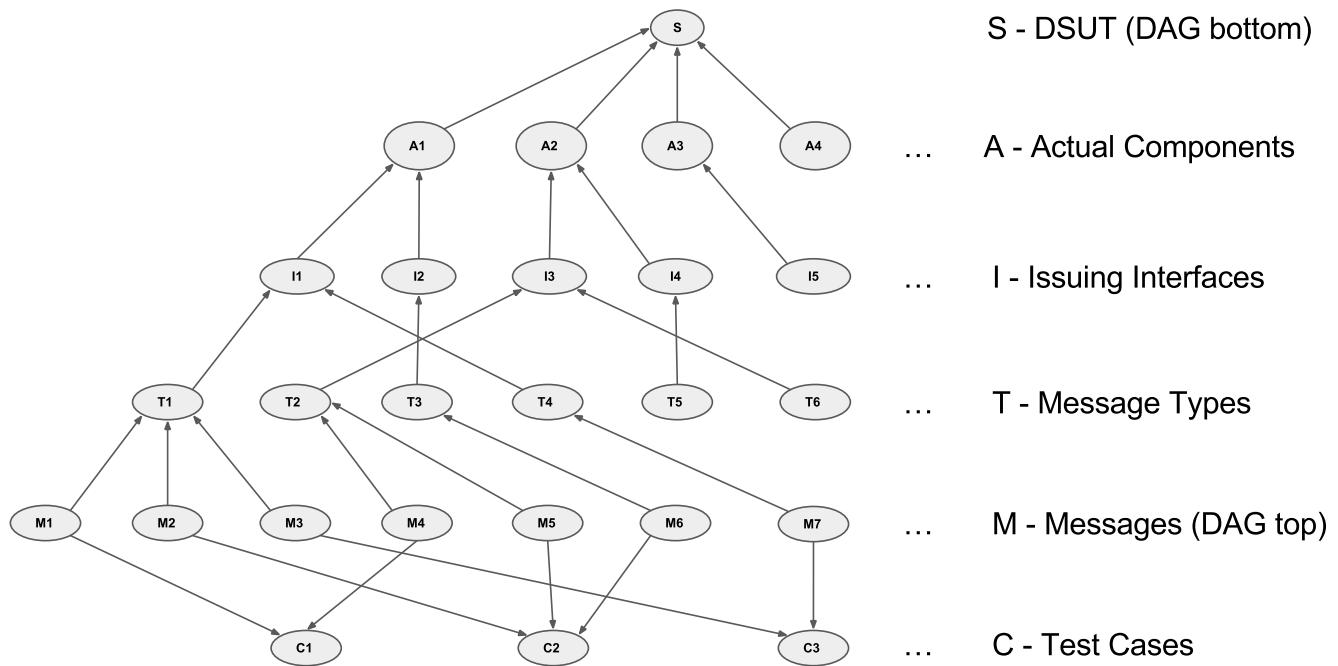 S
S - DSUT (DAG bottom)
A1
A2
A3
A4
... A - Actual Components
I1
I2
I3
I4
I5
... I - Issuing Interfaces
T1
T2
T3
T4
T5
T6
... T - Message Types
M1
M2
M3
M4
M5
M6
M7
... M - Messages (DAG top)
C1
C2
C3
... C - Test Cases